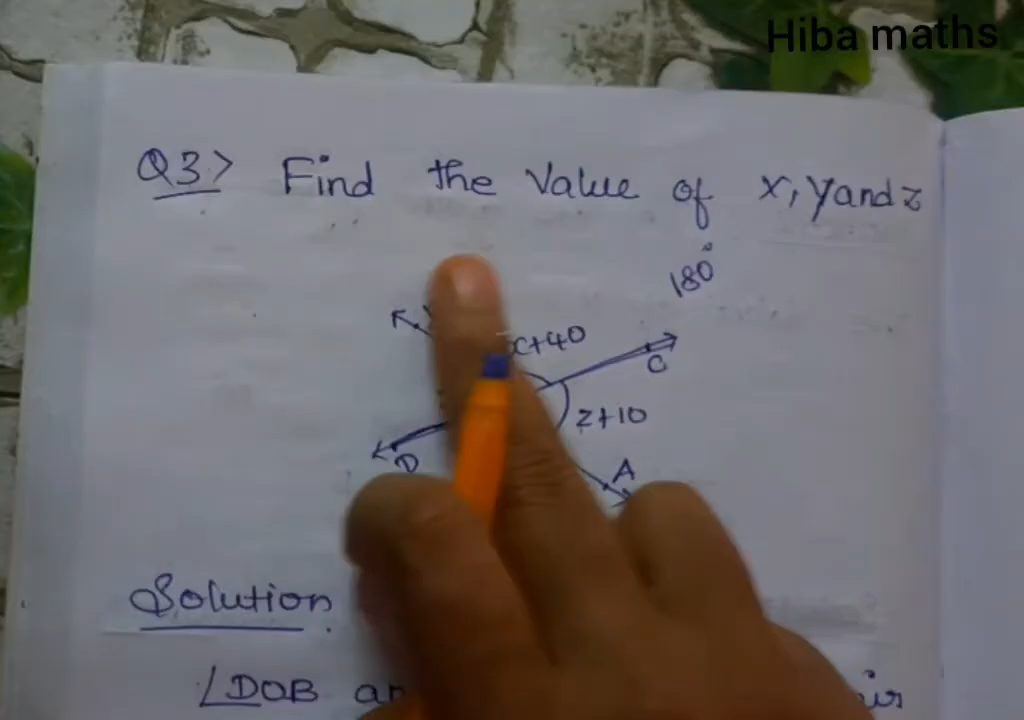 Hiba maths
Q3.> Find the Value of x, y and z
180°
x+40
C
z+10
D
A
Solution.
∠DOB